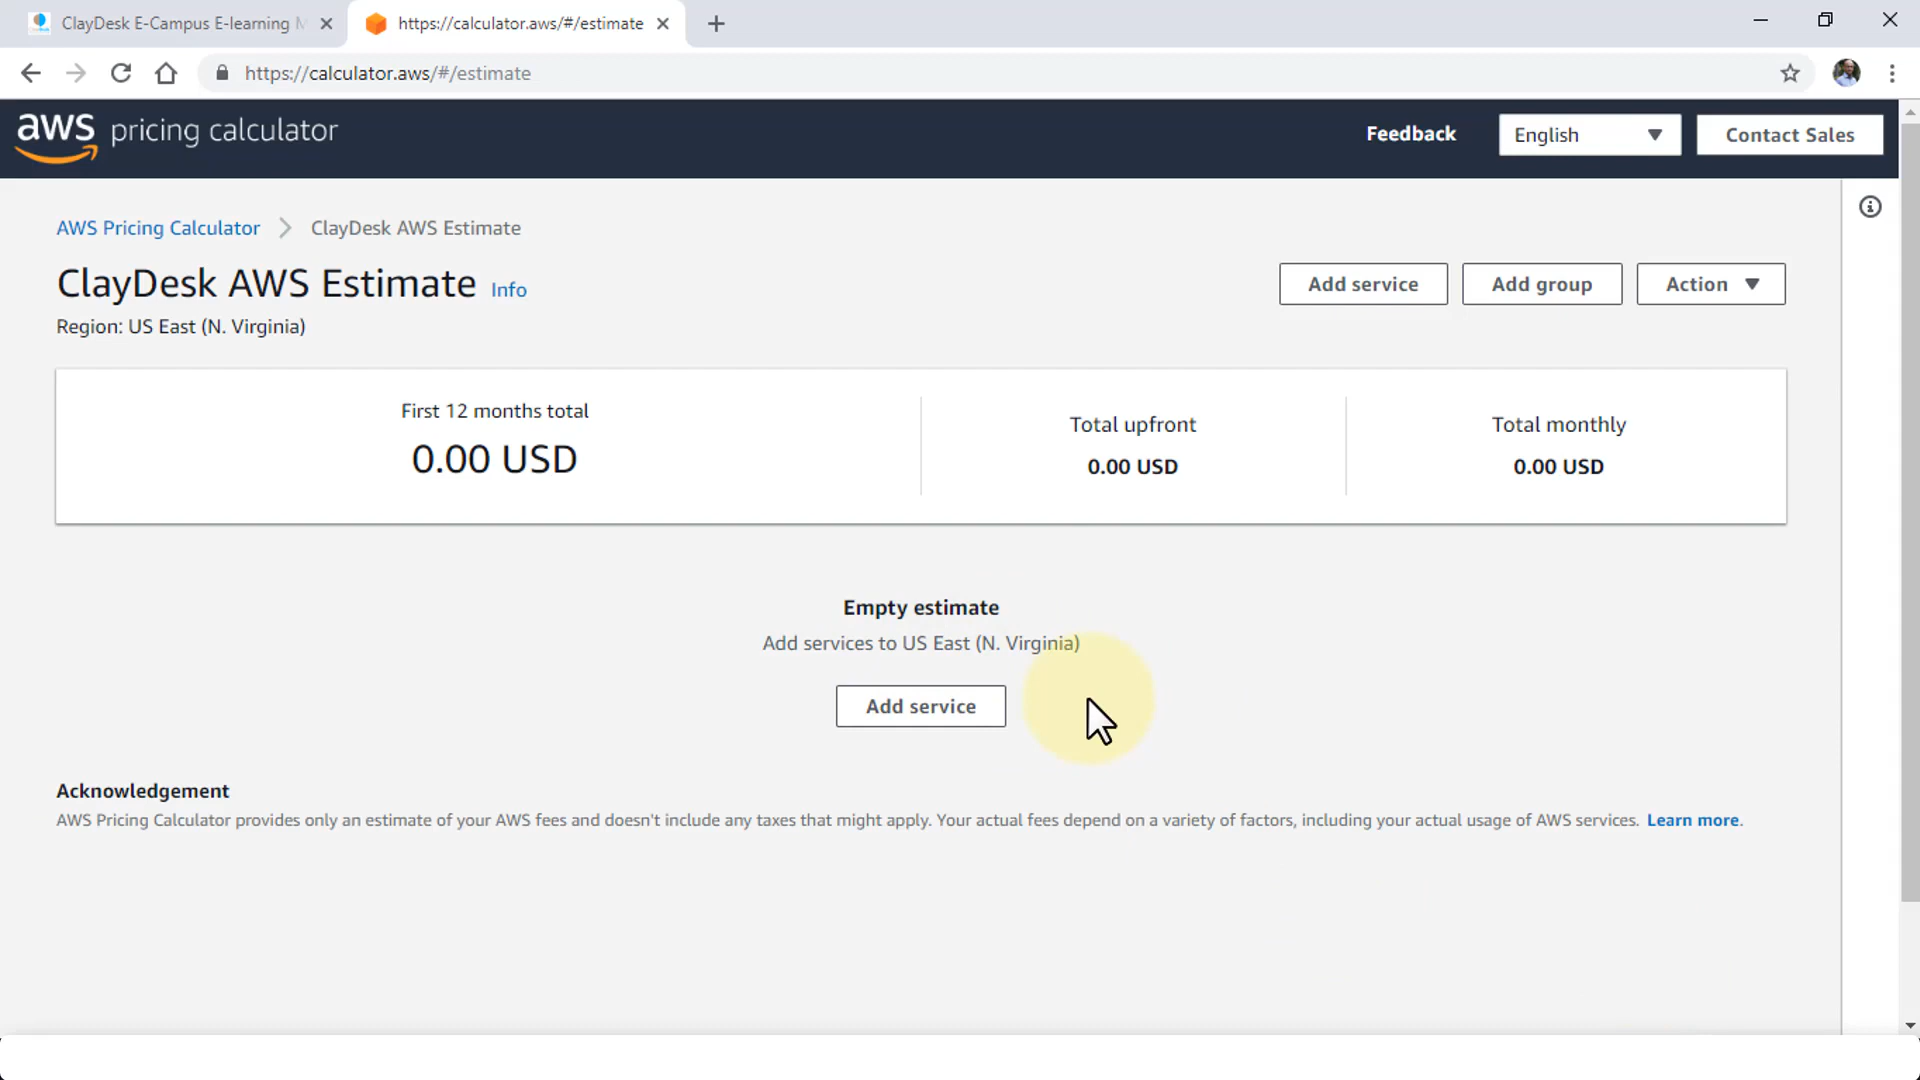 ClayDesk E-Campus E-learning M
https://calculator.aws/#/estimate
https://calculator.aws/#/estimate
aws pricing calculator
Feedback
English
Contact Sales
AWS Pricing Calculator
ClayDesk AWS Estimate
ClayDesk AWS Estimate Info
Add service
Add group
Action
Region: US East (N. Virginia)
First 12 months total
0.00 USD
Total upfront
0.00 USD
Total monthly
0.00 USD
Empty estimate
Add services to US East (N. Virginia)
Add service
Acknowledgement
AWS Pricing Calculator provides only an estimate of your AWS fees and doesn't include any taxes that might apply. Your actual fees depend on a variety of factors, including your actual usage of AWS services. Learn more.